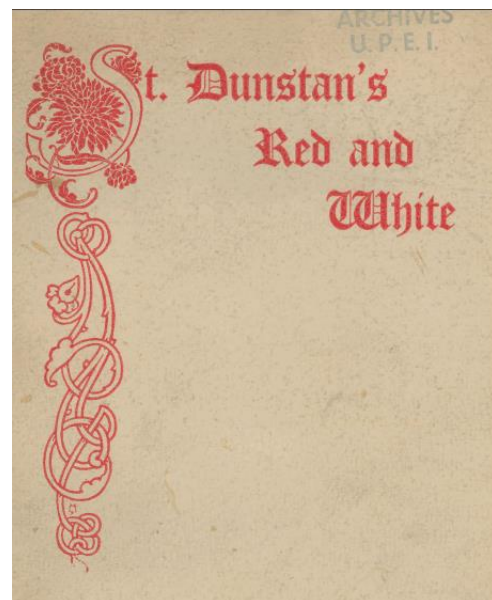 ARCHIVES
U. P. E. I.
St. Dunstan's
Red and
White